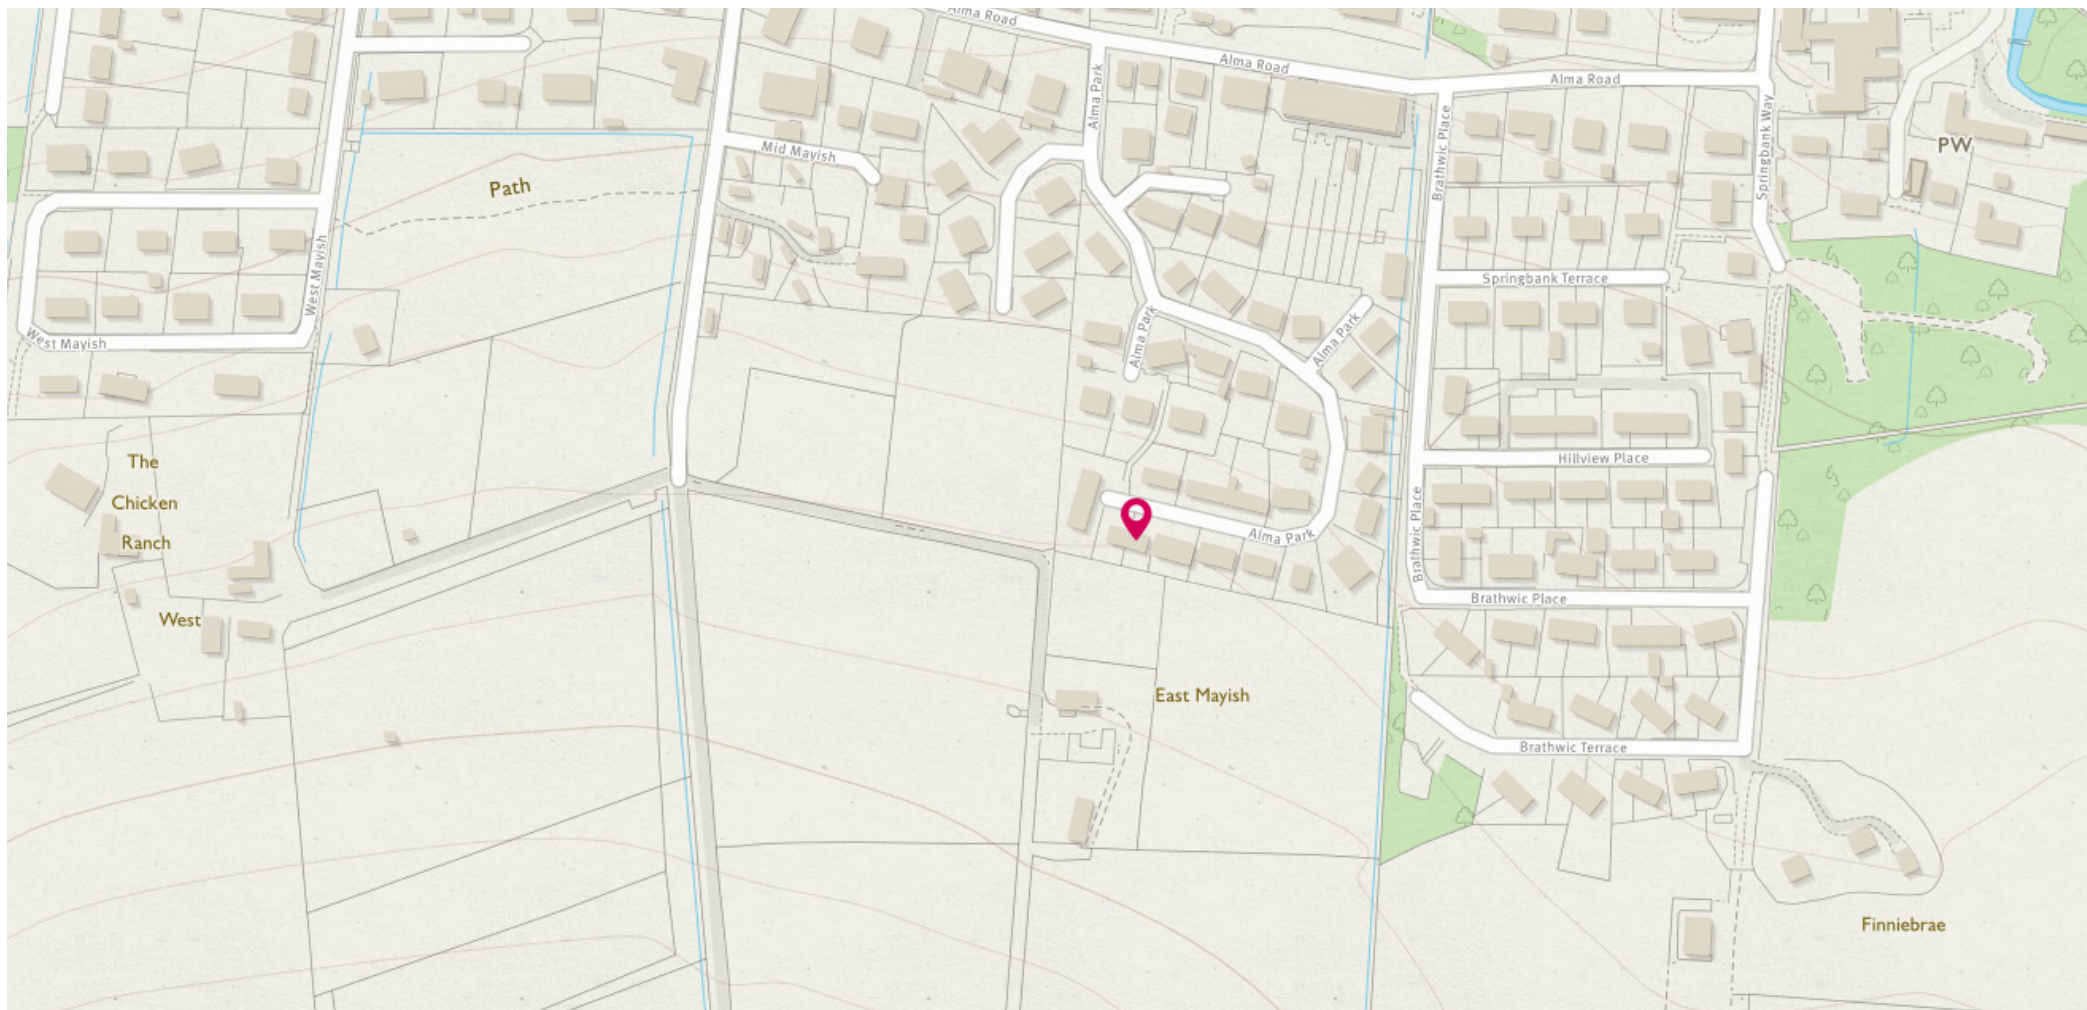 Alma Road
Alma Road
Alma Road
Alma Park
Brathwic Place
Springbank Way
PW
Mid Mayish
Path
West Mayish
Springbank Terrace
Alma Park
Alma Park
West Mayish
The
Chicken
Ranch
Hillview Place
Brathwic Place
Alma Park
Brathwic Place
West
East Mayish
Brathwic Terrace
Finniebrae